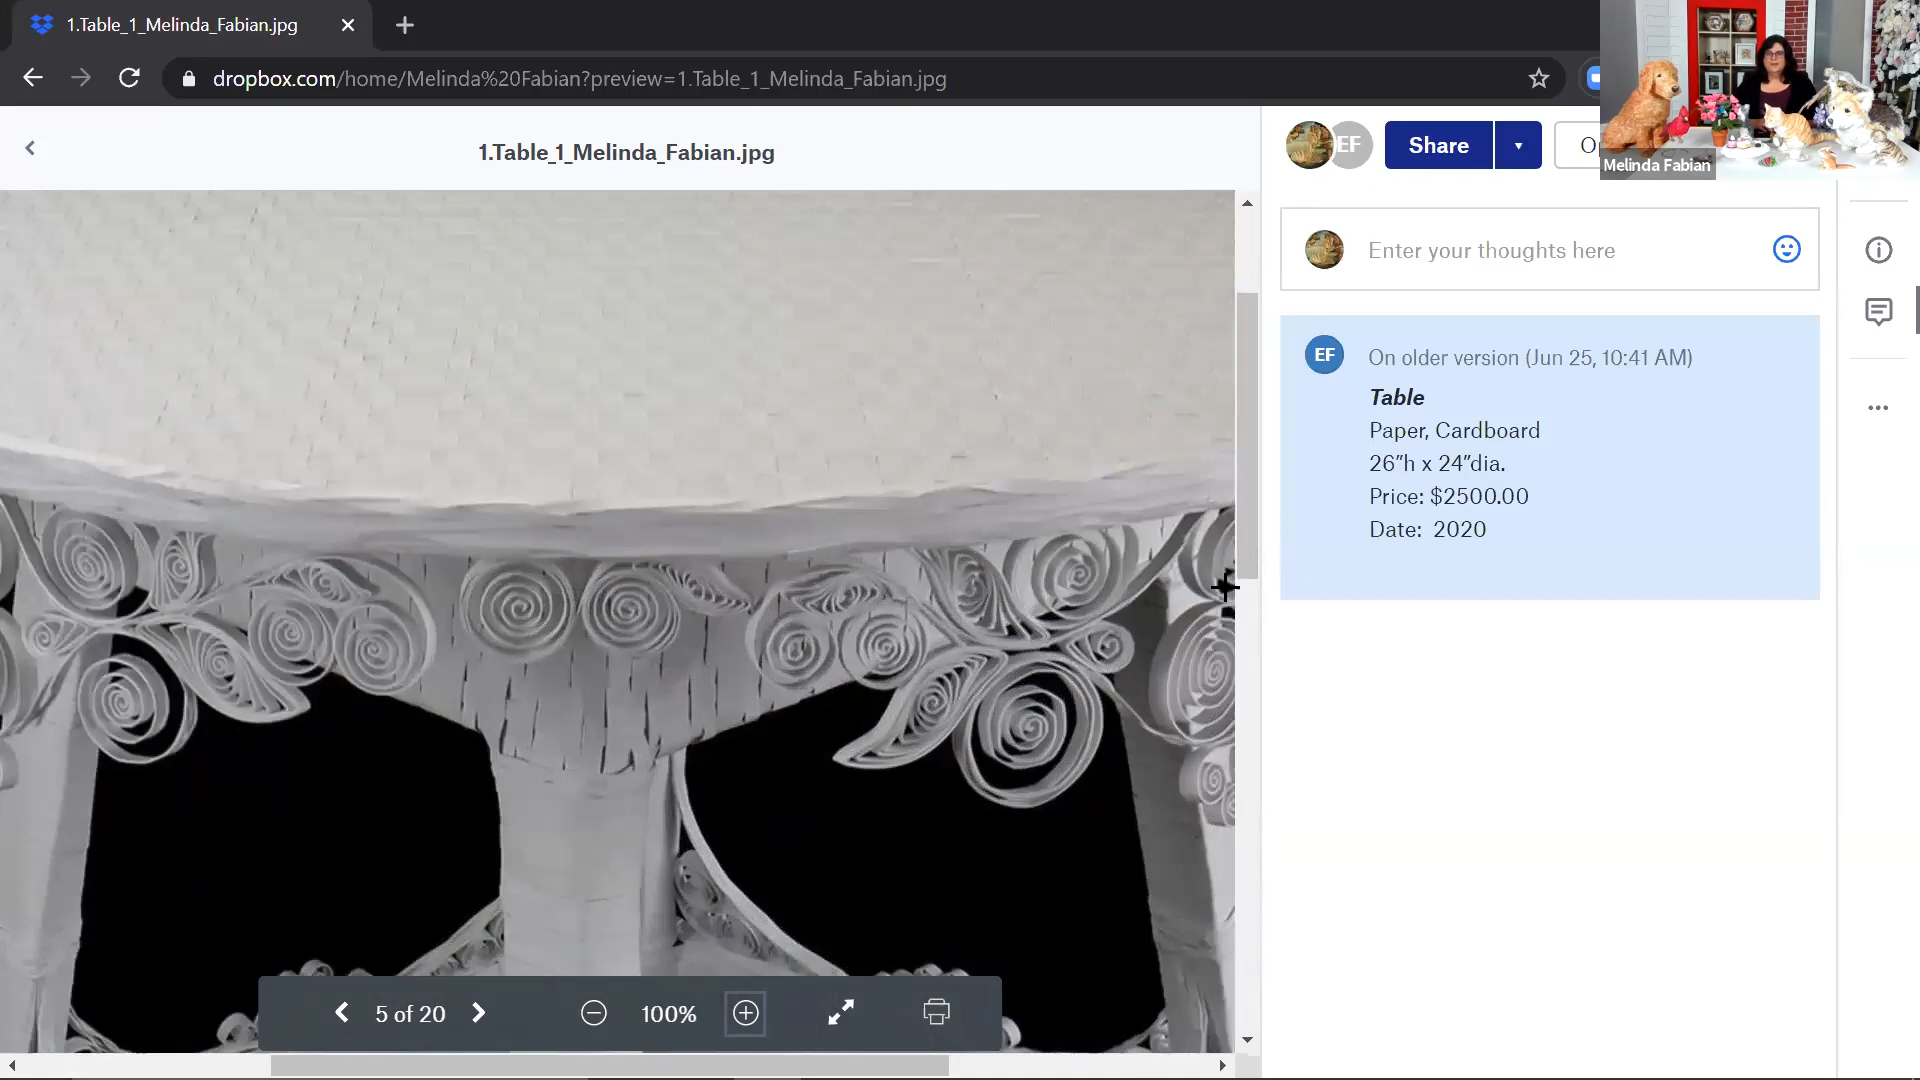 1.Table_1_Melinda_Fabian.jpg
dropbox.com/home/Melinda%20Fabian?preview=1.Table_1_Melinda_Fabian.jpg
1.Table_1_Melinda_Fabian.jpg
EF
Share
O
Melinda Fabian
Enter your thoughts here
EF
On older version (Jun 25, 10:41 AM)
Table
Paper, Cardboard
26”h x 24”dia.
Price: $2500.00
Date: 2020
5 of 20
100%